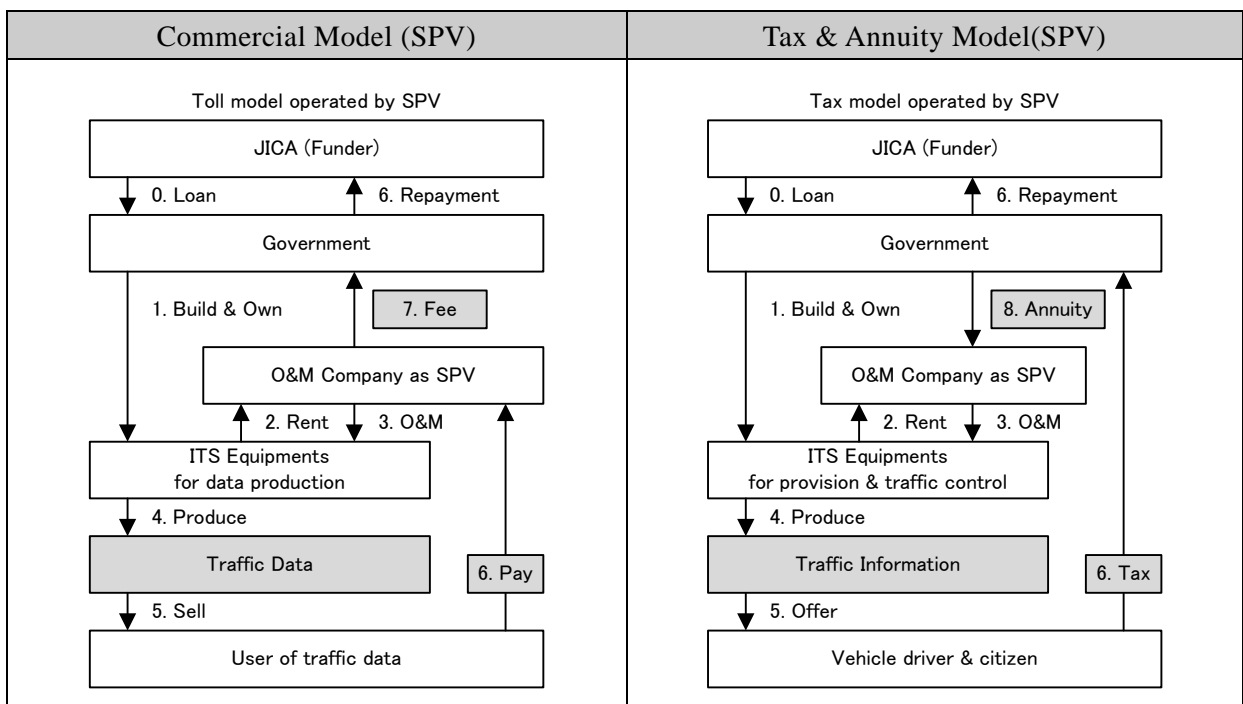 Commercial Model (SPV)
Toll model operated by SPV
JICA (Funder)
0. Loan
6. Repayment
Government
1. Build & Own
7. Fee
O&M Company as SPV
2. Rent
3. O&M
ITS Equipments
for data production
4. Produce
Traffic Data
6. Pay
5. Sell
User of traffic data
Tax & Annuity Model(SPV)
Tax model operated by SPV
JICA (Funder)
0. Loan
6. Repayment
Government
1. Build & Own
8. Annuity
O&M Company as SPV
2. Rent
3. O&M
ITS Equipments
for provision & traffic control
4. Produce
Traffic Information
6. Tax
5. Offer
Vehicle driver & citizen